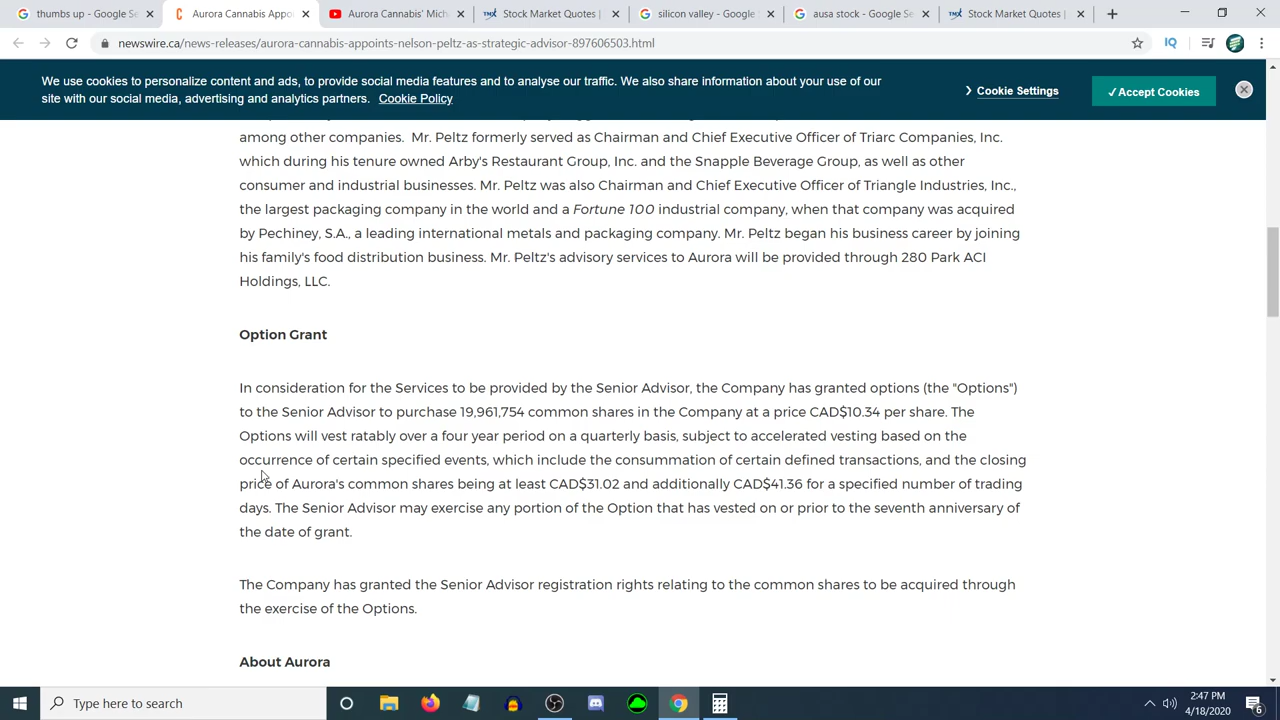 thumbs up - Google Se
Aurora Cannabis Appo
Aurora Cannabis' Mich
Stock Market Quotes |
silicon valley - Google
ausa stock - Google Se
Stock Market Quotes |
newswire.ca/news-releases/aurora-cannabis-appoints-nelson-peltz-as-strategic-advisor-897606503.html
We use cookies to personalize content and ads, to provide social media features and to analyse our traffic. We also share information about your use of our
site with our social media, advertising and analytics partners. Cookie Policy
Cookie Settings
✓ Accept Cookies
among other companies. Mr. Peltz formerly served as Chairman and Chief Executive Officer of Triarc Companies, Inc.
which during his tenure owned Arby's Restaurant Group, Inc. and the Snapple Beverage Group, as well as other
consumer and industrial businesses. Mr. Peltz was also Chairman and Chief Executive Officer of Triangle Industries, Inc.,
the largest packaging company in the world and a Fortune 100 industrial company, when that company was acquired
by Pechiney, S.A., a leading international metals and packaging company. Mr. Peltz began his business career by joining
his family's food distribution business. Mr. Peltz's advisory services to Aurora will be provided through 280 Park ACI
Holdings, LLC.
Option Grant
In consideration for the Services to be provided by the Senior Advisor, the Company has granted options (the "Options")
to the Senior Advisor to purchase 19,961,754 common shares in the Company at a price CAD$10.34 per share. The
Options will vest ratably over a four year period on a quarterly basis, subject to accelerated vesting based on the
occurrence of certain specified events, which include the consummation of certain defined transactions, and the closing
price of Aurora's common shares being at least CAD$31.02 and additionally CAD$41.36 for a specified number of trading
days. The Senior Advisor may exercise any portion of the Option that has vested on or prior to the seventh anniversary of
the date of grant.
The Company has granted the Senior Advisor registration rights relating to the common shares to be acquired through
the exercise of the Options.
About Aurora
Type here to search
2:47 PM
4/18/2020
6